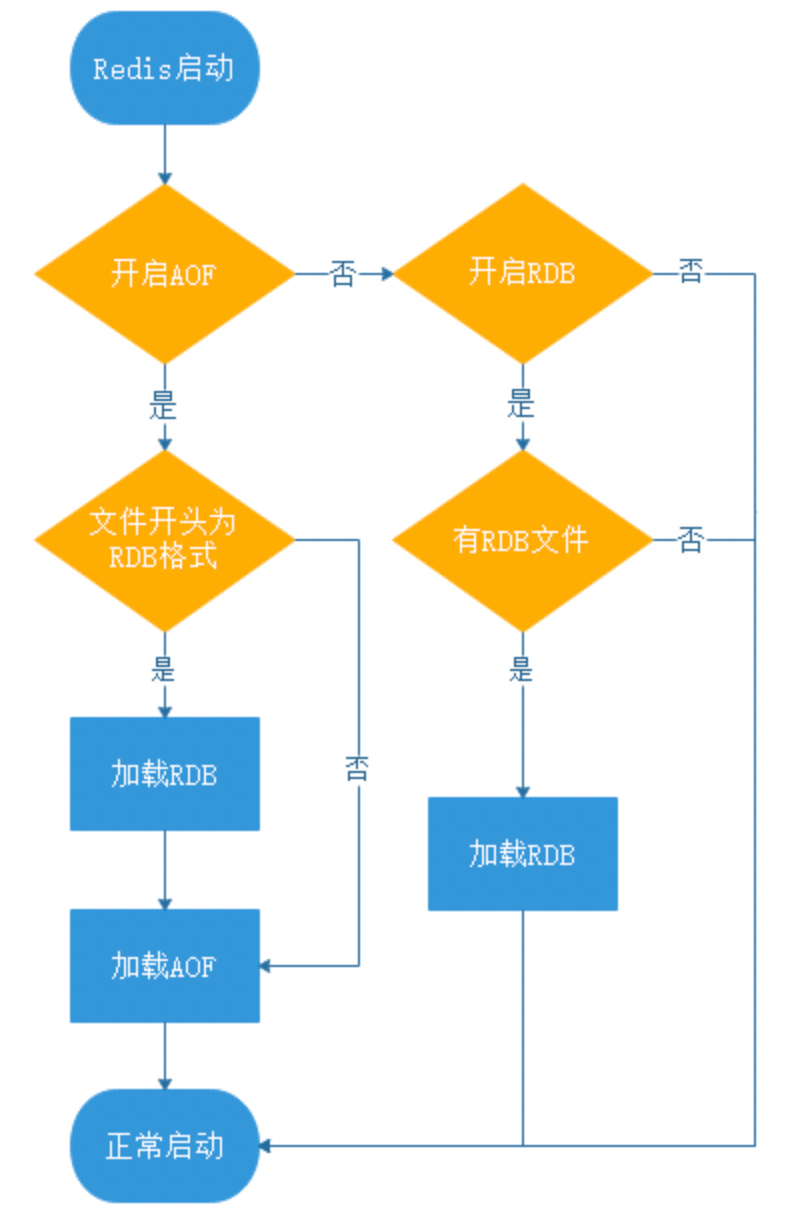 Redis启动
开启AOF
否
开启RDB
否
是
是
文件开头为
RDB格式
有RDB文件
否
是
是
加载RDB
否
加载RDB
加载AOF
正常启动